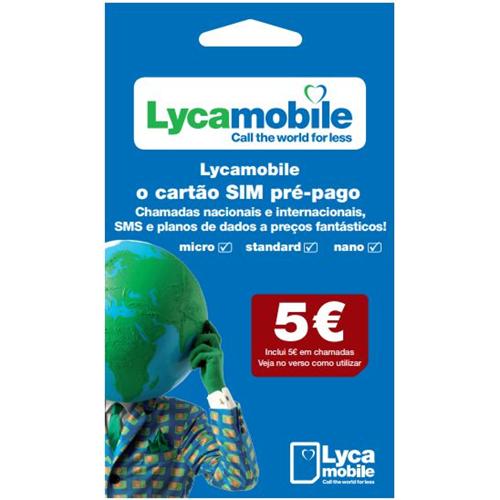 Lycamobile
Call the world for less
Lycamobile
o cartão SIM pré-pago
Chamadas nacionais e internacionais,
SMS e planos de dados a preços fantásticos!
micro standard nano
5€
Inclui 5€ em chamadas
Veja no verso como utilizar
Lyca
mobile
Call the world for less